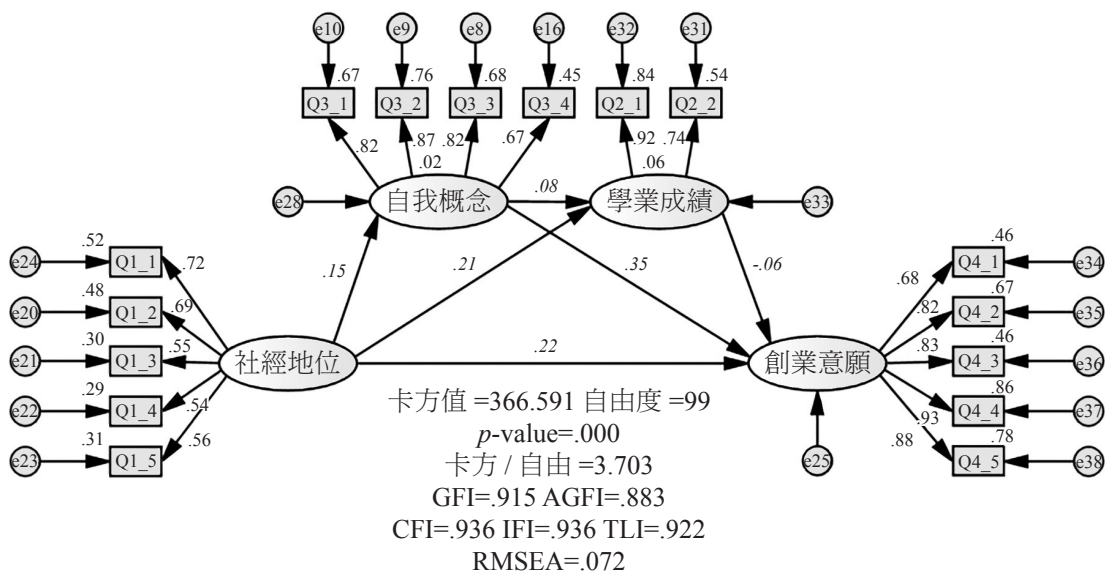 e10 e9 e8 e16 e32 e31
.67 .76 .68 .45 .84 .54
Q3_1 Q3_2 Q3_3 Q3_4 Q2_1 Q2_2
.82 .87 .82 .67 .92 .74
.02 .06
e28 自我概念 .08 學業成績 e33
.52 .46
e24 Q1_1 .72 .15 .21 .35 -.06 .68 Q4_1 e34
.48 .67
e20 Q1_2 .69 .82 Q4_2 e35
.30 .46
e21 Q1_3 .55 社經地位 .22 創業意願 .83 Q4_3 e36
.29 .86
e22 Q1_4 .54 .93 Q4_4 e37
.31 .78
e23 Q1_5 .56 e25 .88 Q4_5 e38
卡方值 =366.591 自由度 =99
p-value=.000
卡方 / 自由 =3.703
GFI=.915 AGFI=.883
CFI=.936 IFI=.936 TLI=.922
RMSEA=.072